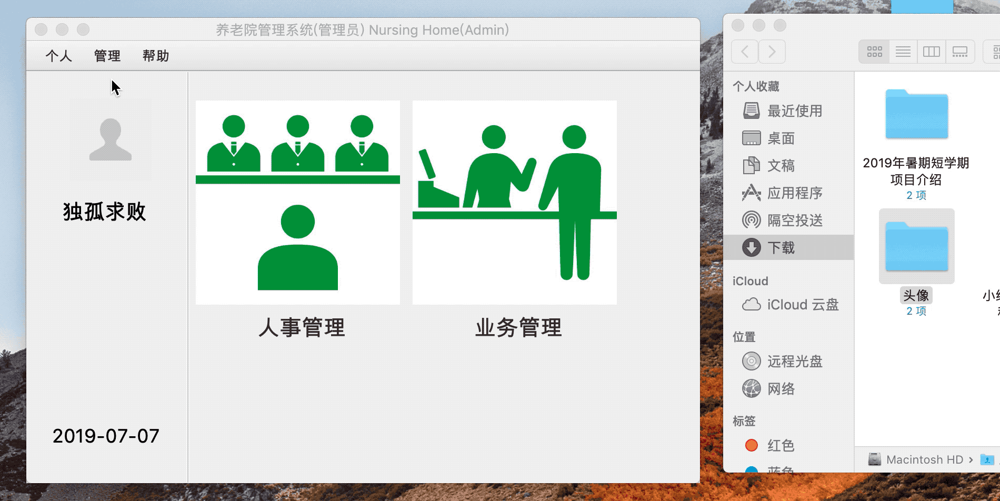 养老院管理系统(管理员) Nursing Home(Admin)
个人 管理 帮助
独孤求败
2019-07-07
人事管理
业务管理
个人收藏
最近使用
桌面
文稿
应用程序
隔空投送
下载
iCloud
iCloud 云盘
位置
远程光盘
网络
标签
红色
蓝色
2019年暑期短学期
项目介绍
2 项
头像
2 项
Macintosh HD ›